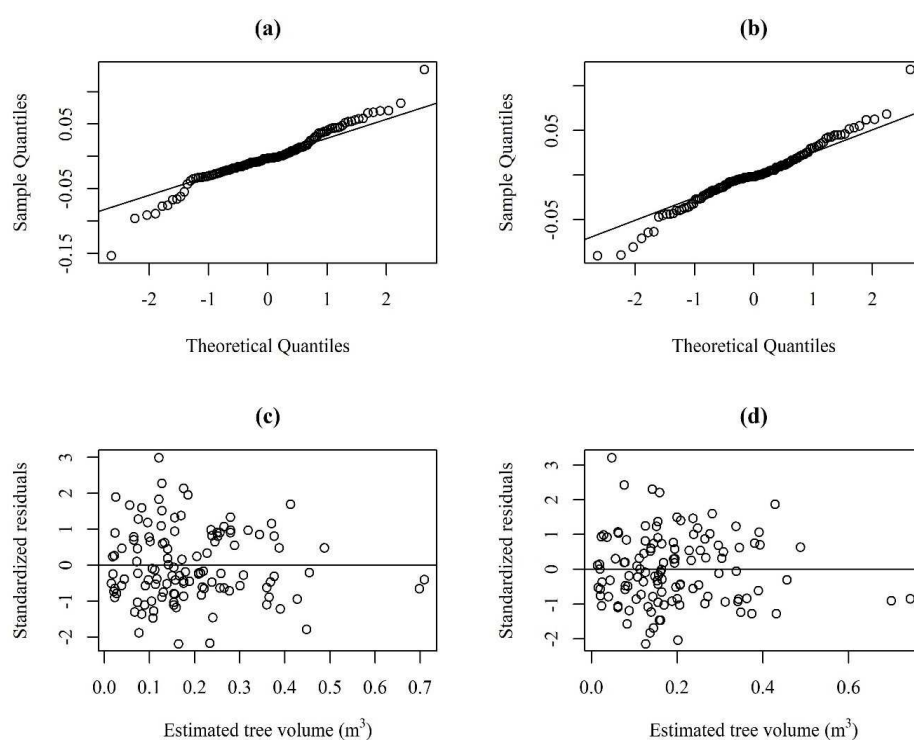 (a)
Sample Quantiles
0.05
-0.05
-0.15
-2 -1 0 1 2
Theoretical Quantiles
(b)
Sample Quantiles
0.05
-0.05
-2 -1 0 1 2
Theoretical Quantiles
(c)
Standardized residuals
3
2
1
0
-1
-2
0.0 0.1 0.2 0.3 0.4 0.5 0.6 0.7
Estimated tree volume (m³)
(d)
Standardized residuals
3
2
1
0
-1
-2
0.0 0.2 0.4 0.6
Estimated tree volume (m³)